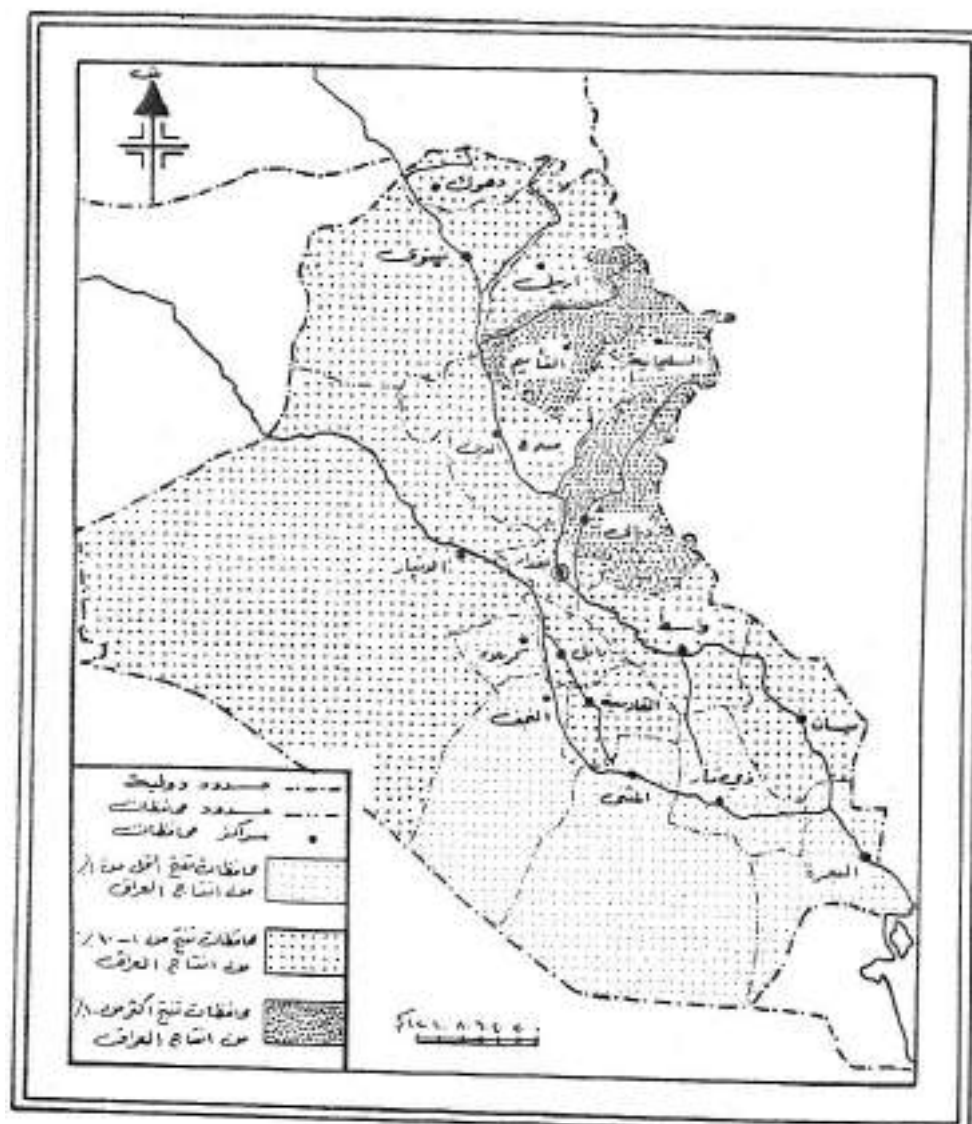 دهوك
نينوى
اربيل
السليمانية
التأميم
صلاح الدين
ديالى
بغداد
الانبار
واسط
كربلاء
بابل
القادسية
النجف
ميسان
ذي قار
المثنى
البصرة
حدود دولية
حدود محافظات
مراكز محافظات
محافظات تنتج أقل من ١٪
من انتاج العراق
محافظات تنتج من ١-١٠٪
من انتاج العراق
محافظات تنتج أكثر من ١٠٪
من انتاج العراق